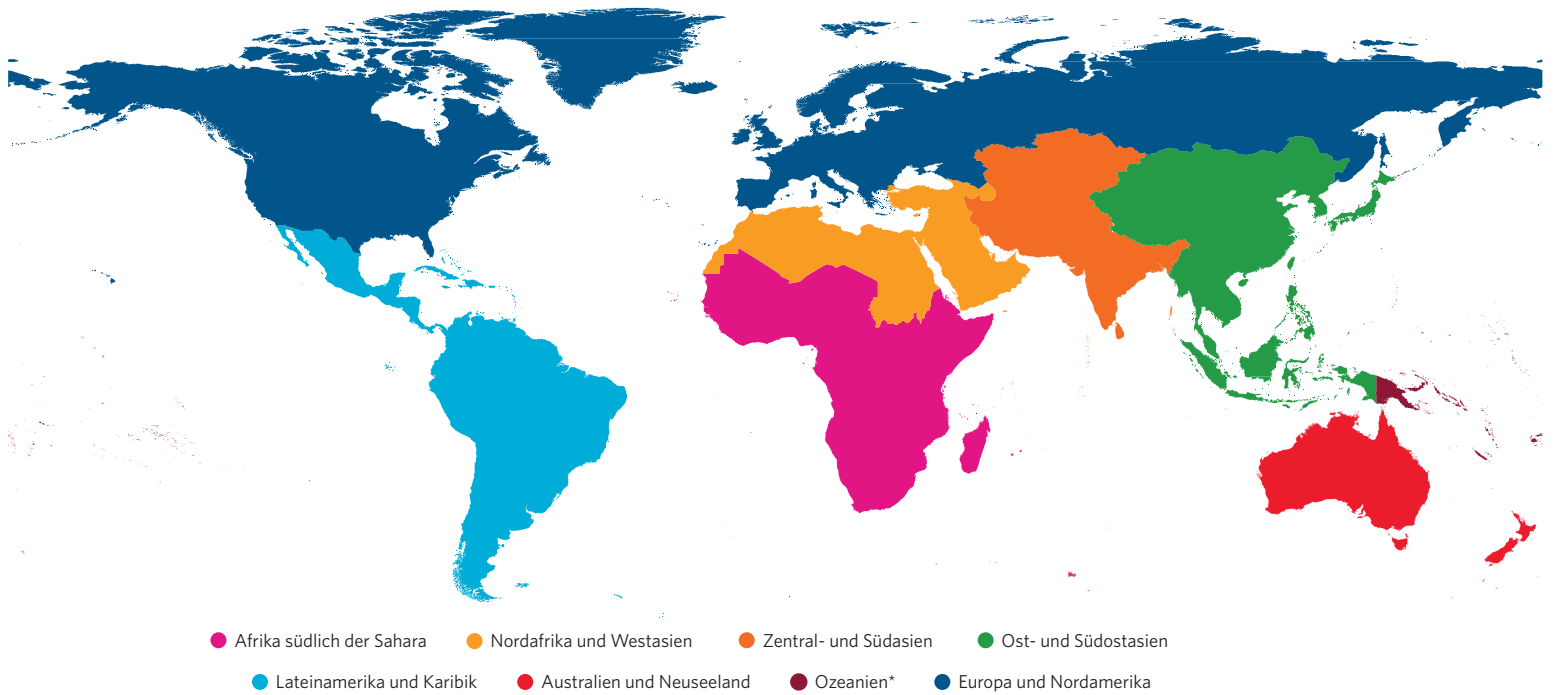 Afrika südlich der Sahara Nordafrika und Westasien Zentral- und Südasien Ost- und Südostasien
Lateinamerika und Karibik Australien und Neuseeland Ozeanien* Europa und Nordamerika